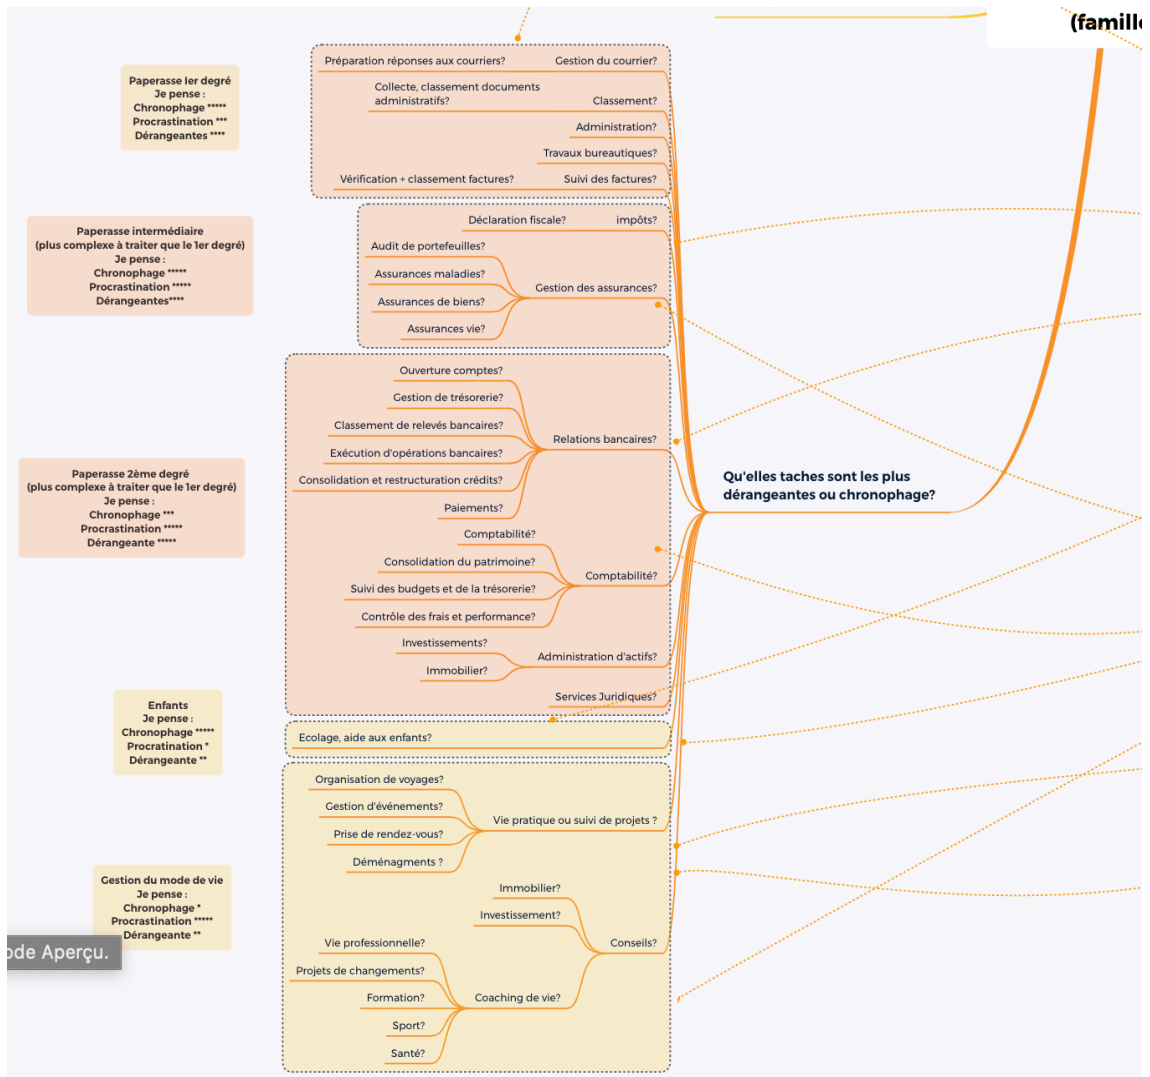 (famille
Paperasse 1er degré
Je pense :
Chronophage *****
Procrastination ***
Dérangeantes ****
Préparation réponses aux courriers?
Gestion du courrier?
Collecte, classement documents
administratifs?
Classement?
Administration?
Travaux bureautiques?
Vérification + classement factures?
Suivi des factures?
Paperasse intermédiaire
(plus complexe à traiter que le 1er degré)
Je pense :
Chronophage *****
Procrastination *****
Dérangeantes****
Déclaration fiscale?
impôts?
Audit de portefeuilles?
Assurances maladies?
Assurances de biens?
Assurances vie?
Gestion des assurances?
Paperasse 2ème degré
(plus complexe à traiter que le 1er degré)
Je pense :
Chronophage ***
Procrastination *****
Dérangeante *****
Ouverture comptes?
Gestion de trésorerie?
Classement de relevés bancaires?
Exécution d'opérations bancaires?
Consolidation et restructuration crédits?
Paiements?
Relations bancaires?
Comptabilité?
Consolidation du patrimoine?
Suivi des budgets et de la trésorerie?
Contrôle des frais et performance?
Comptabilité?
Investissements?
Immobilier?
Administration d'actifs?
Services Juridiques?
Qu'elles taches sont les plus
dérangeantes ou chronophage?
Enfants
Je pense :
Chronophage *****
Procratination *
Dérangeante **
Ecolage, aide aux enfants?
Gestion du mode de vie
Je pense :
Chronophage *
Procrastination *****
Dérangeante **
Organisation de voyages?
Gestion d'événements?
Prise de rendez-vous?
Déménagments ?
Vie pratique ou suivi de projets ?
Immobilier?
Investissement?
Conseils?
Vie professionnelle?
Projets de changements?
Formation?
Sport?
Santé?
Coaching de vie?
ode Aperçu.